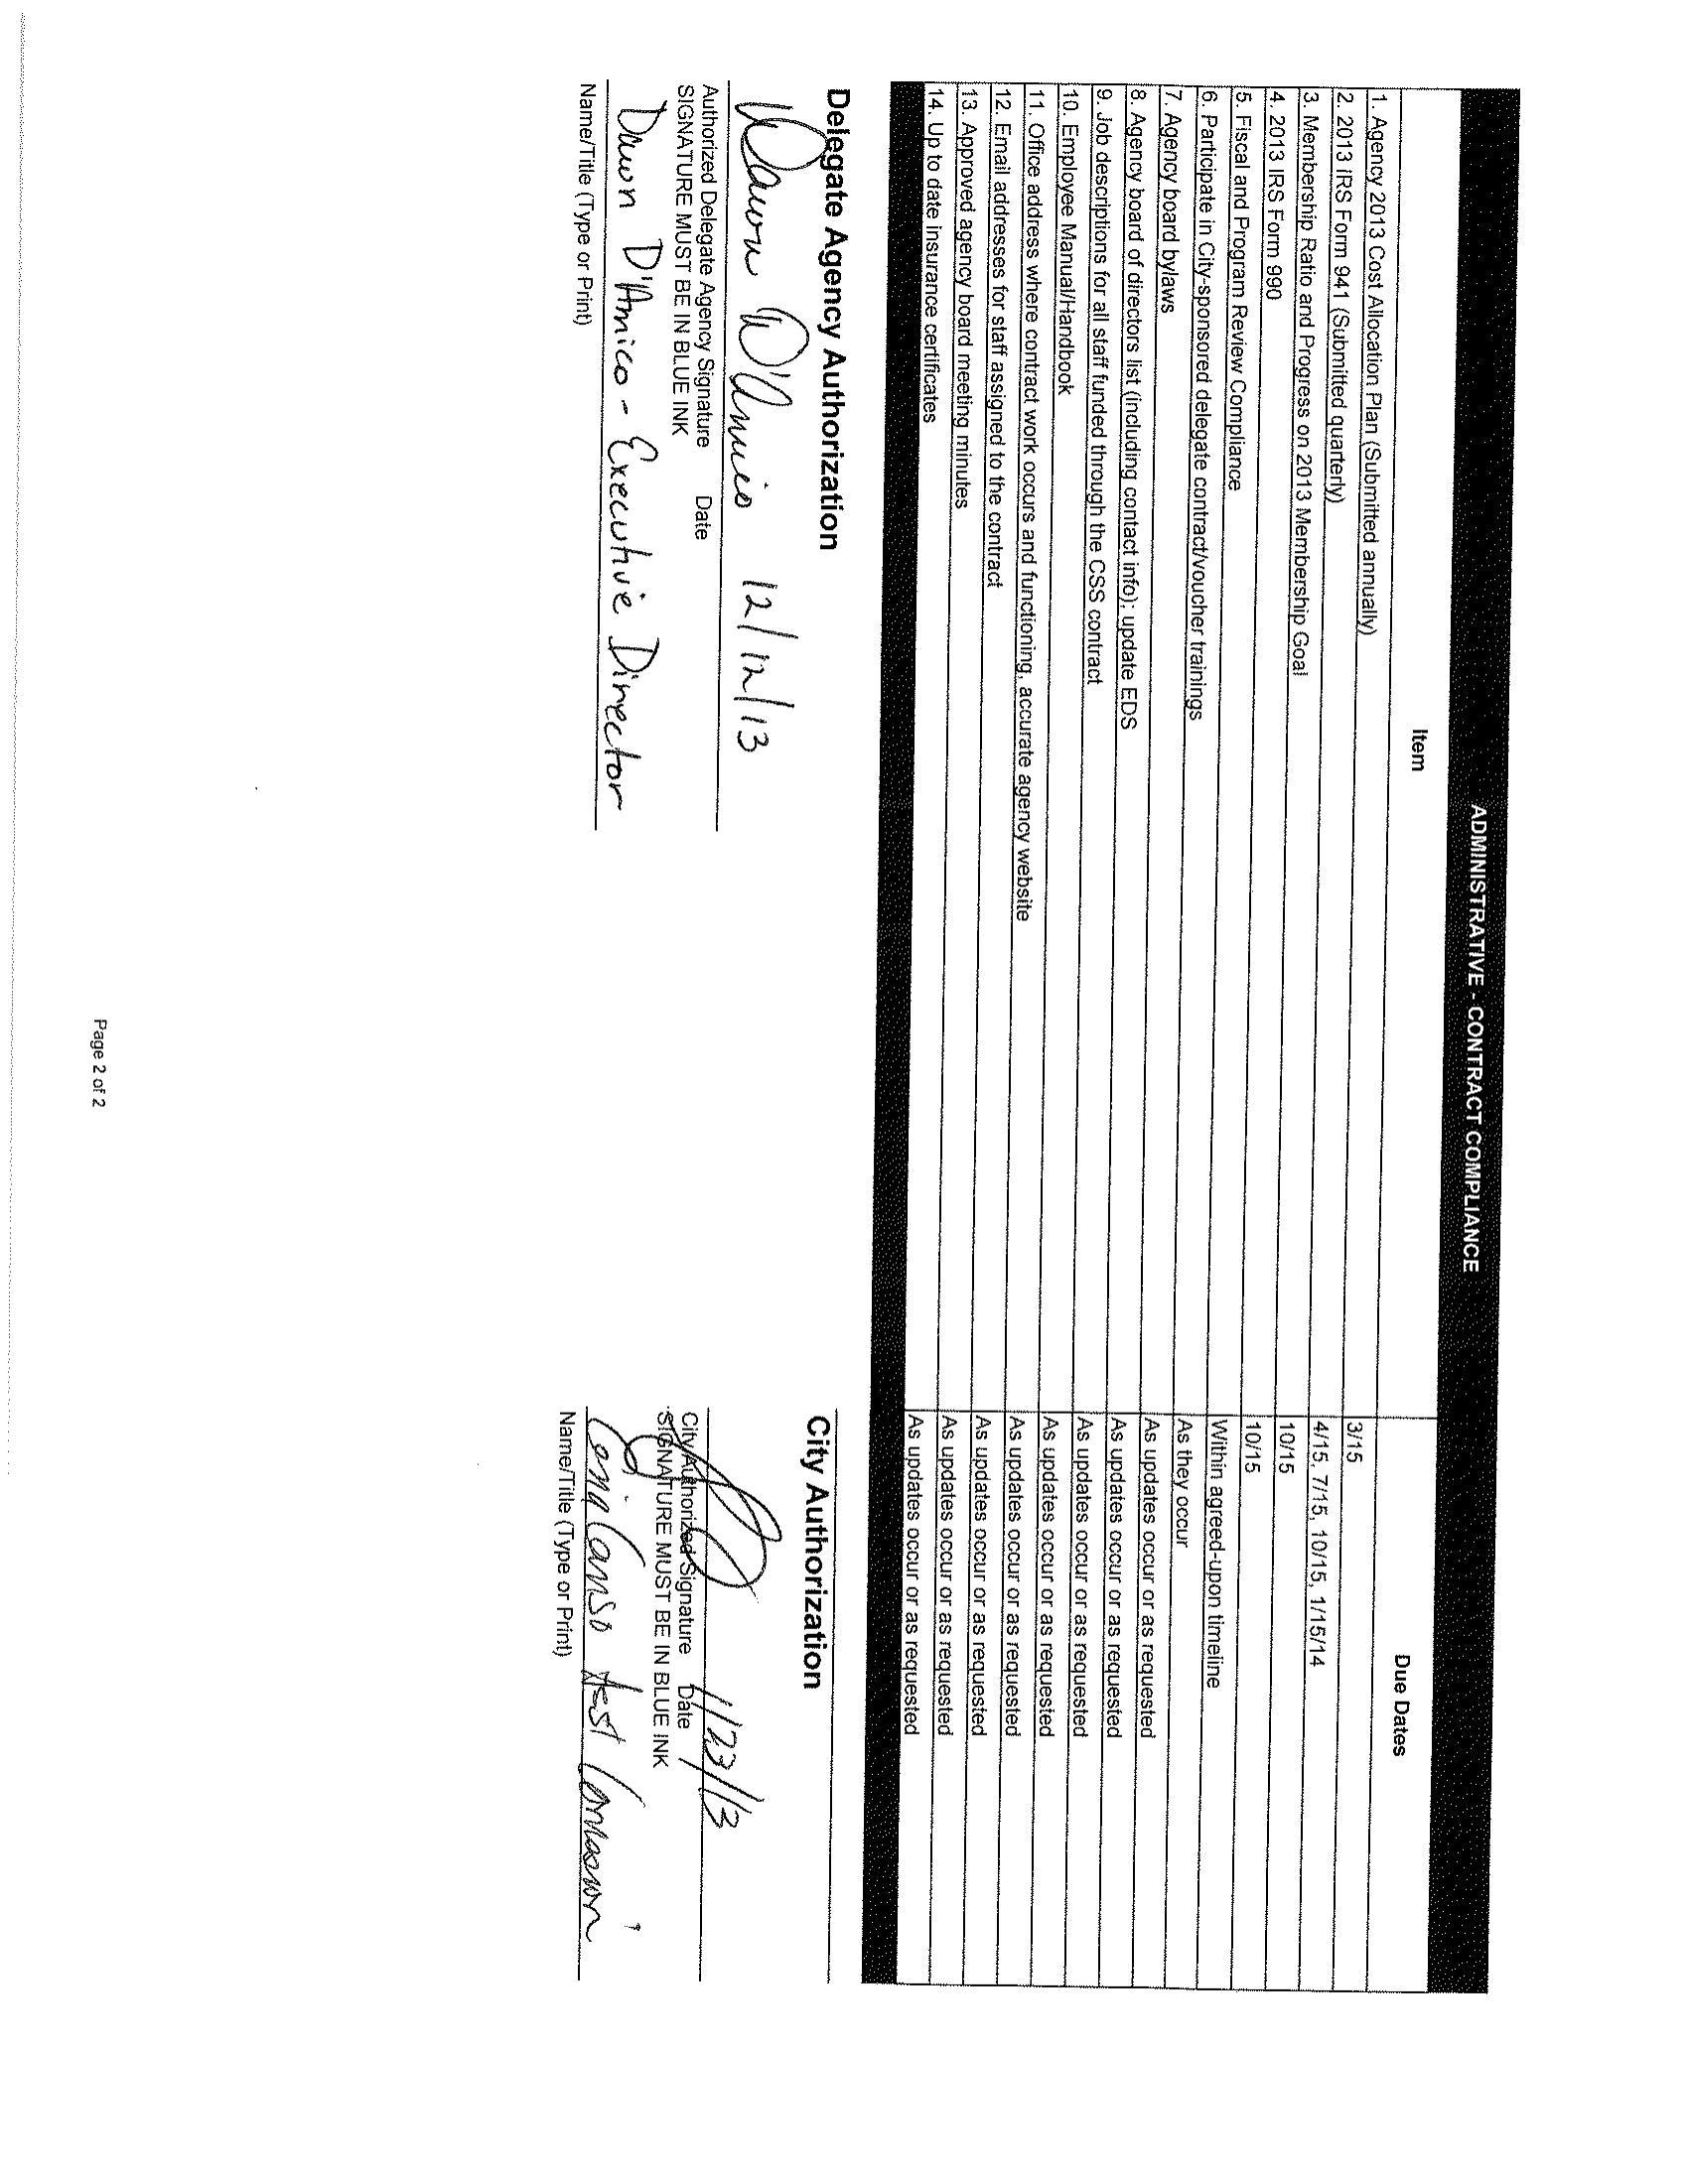 ADMINISTRATIVE - CONTRACT COMPLIANCE
Item Due Dates
1. Agency 2013 Cost Allocation Plan (Submitted annually) 3/15
2. 2013 IRS Form 941 (Submitted quarterly) 4/15, 7/15, 10/15, 1/15/14
3. Membership Ratio and Progress on 2013 Membership Goal 10/15
4. 2013 IRS Form 990 10/15
5. Fiscal and Program Review Compliance Within agreed-upon timeline
6. Participate in City-sponsored delegate contract/voucher trainings As they occur
7. Agency board bylaws As updates occur or as requested
8. Agency board of directors list (including contact info); update EDS As updates occur or as requested
9. Job descriptions for all staff funded through the CSS contract As updates occur or as requested
10. Employee Manual/Handbook As updates occur or as requested
11. Office address where contract work occurs and functioning, accurate agency website As updates occur or as requested
12. Email addresses for staff assigned to the contract As updates occur or as requested
13. Approved agency board meeting minutes As updates occur or as requested
14. Up to date insurance certificates As updates occur or as requested
Delegate Agency Authorization
Dawn D'Amico 12/12/13
Authorized Delegate Agency Signature Date
SIGNATURE MUST BE IN BLUE INK
Dawn D'Amico - Executive Director
Name/Title (Type or Print)
City Authorization
1/23/13
City Authorized Signature Date
SIGNATURE MUST BE IN BLUE INK
Asst
Name/Title (Type or Print)
Page 2 of 2